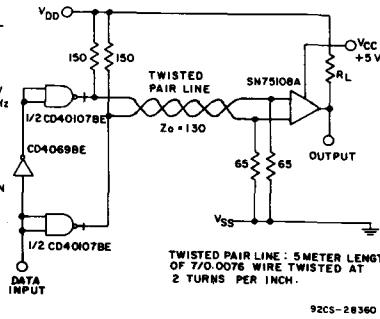 VDD
150
150
TWISTED
PAIR LINE
SN75108A
VCC
+5 V
RL
1/2 CD40107BE
Zo = 130
CD4069BE
65
65
OUTPUT
VSS
1/2 CD40107BE
DATA
INPUT
TWISTED PAIR LINE: 5 METER LENGTH
OF 7/0.0076 WIRE TWISTED AT
2 TURNS PER INCH.
92CS-28360